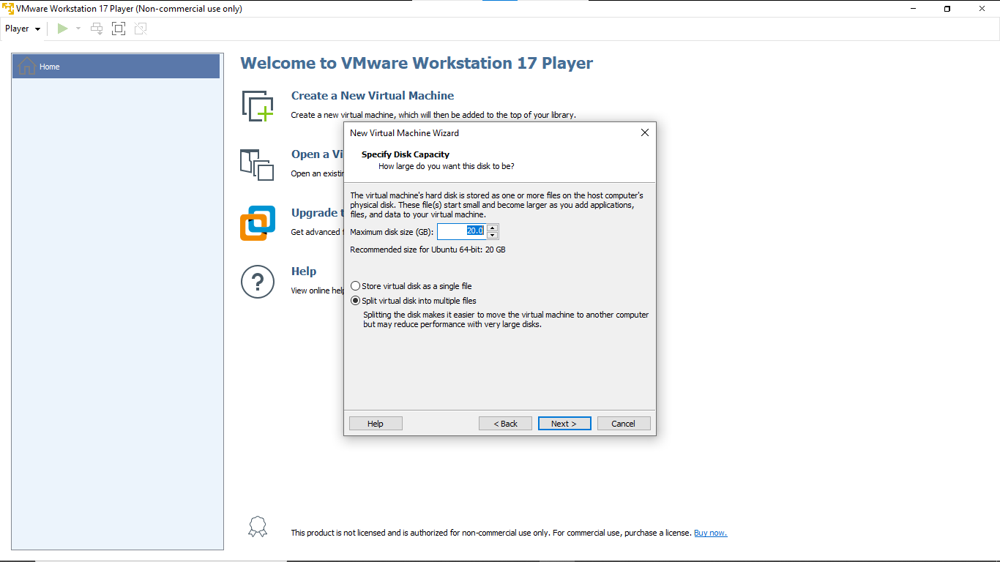 VMware Workstation 17 Player (Non-commercial use only)
Player
Home
Welcome to VMware Workstation 17 Player
Create a New Virtual Machine
Create a new virtual machine, which will then be added to the top of your library.
Open a Vi
Open an existin
Upgrade t
Get advanced f
Help
View online help
New Virtual Machine Wizard
Specify Disk Capacity
How large do you want this disk to be?
The virtual machine's hard disk is stored as one or more files on the host computer's
physical disk. These file(s) start small and become larger as you add applications,
files, and data to your virtual machine.
Maximum disk size (GB): 20.0
Recommended size for Ubuntu 64-bit: 20 GB
Store virtual disk as a single file
Split virtual disk into multiple files
Splitting the disk makes it easier to move the virtual machine to another computer
but may reduce performance with very large disks.
Help < Back Next > Cancel
This product is not licensed and is authorized for non-commercial use only. For commercial use, purchase a license. Buy now.